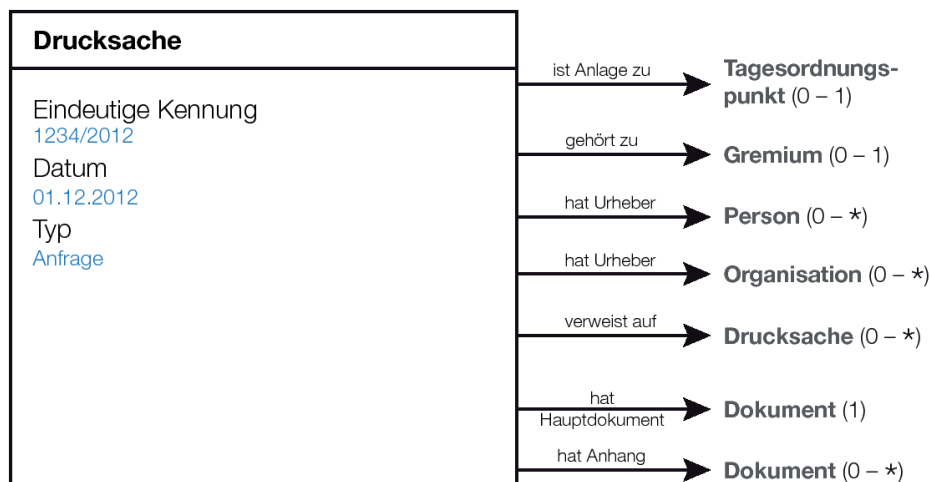 Drucksache
Eindeutige Kennung
1234/2012
Datum
01.12.2012
Typ
Anfrage
ist Anlage zu
Tagesordnungs-
punkt (0 – 1)
gehört zu
Gremium (0 – 1)
hat Urheber
Person (0 – *)
hat Urheber
Organisation (0 – *)
verweist auf
Drucksache (0 – *)
hat
Hauptdokument
Dokument (1)
hat Anhang
Dokument (0 – *)